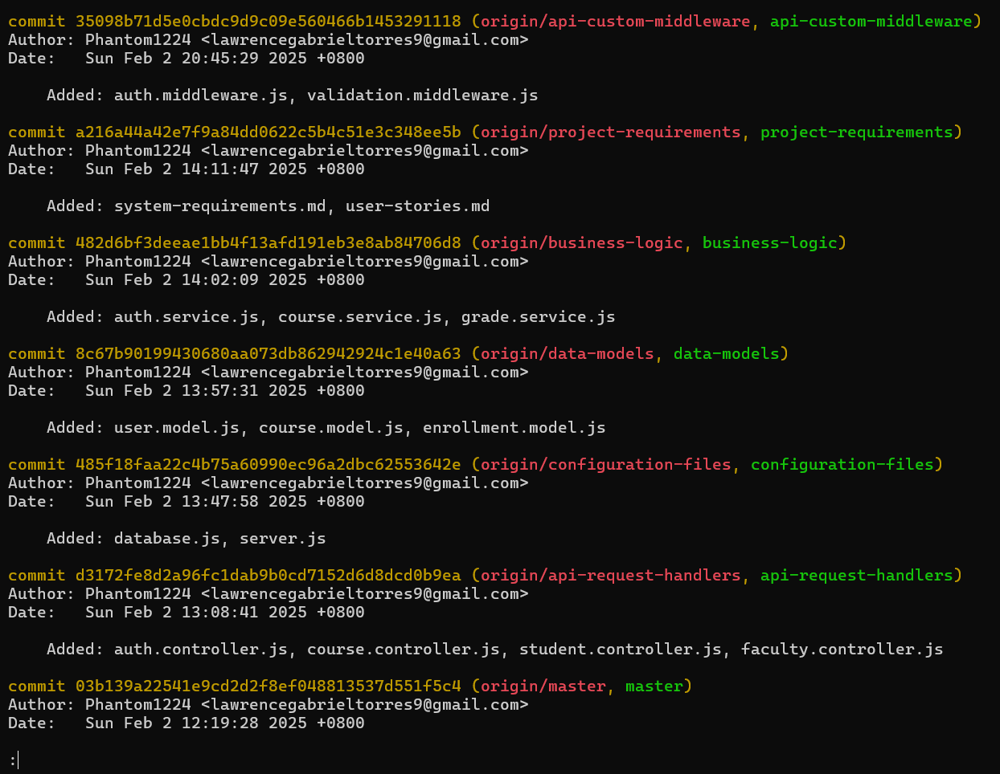 commit 35098b71d5e0cbdc9d9c09e560466b1453291118 (origin/api-custom-middleware, api-custom-middleware)
Author: Phantom1224 <lawrencegabrieltorres9@gmail.com>
Date:   Sun Feb 2 20:45:29 2025 +0800
    Added: auth.middleware.js, validation.middleware.js
commit a216a44a42e7f9a84dd0622c5b4c51e3c348ee5b (origin/project-requirements, project-requirements)
Author: Phantom1224 <lawrencegabrieltorres9@gmail.com>
Date:   Sun Feb 2 14:11:47 2025 +0800
    Added: system-requirements.md, user-stories.md
commit 482d6bf3deeae1bb4f13afd191eb3e8ab84706d8 (origin/business-logic, business-logic)
Author: Phantom1224 <lawrencegabrieltorres9@gmail.com>
Date:   Sun Feb 2 14:02:09 2025 +0800
    Added: auth.service.js, course.service.js, grade.service.js
commit 8c67b90199430680aa073db862942924c1e40a63 (origin/data-models, data-models)
Author: Phantom1224 <lawrencegabrieltorres9@gmail.com>
Date:   Sun Feb 2 13:57:31 2025 +0800
    Added: user.model.js, course.model.js, enrollment.model.js
commit 485f18faa22c4b75a60990ec96a2dbc62553642e (origin/configuration-files, configuration-files)
Author: Phantom1224 <lawrencegabrieltorres9@gmail.com>
Date:   Sun Feb 2 13:47:58 2025 +0800
    Added: database.js, server.js
commit d3172fe8d2a96fc1dab9b0cd7152d6d8dcd0b9ea (origin/api-request-handlers, api-request-handlers)
Author: Phantom1224 <lawrencegabrieltorres9@gmail.com>
Date:   Sun Feb 2 13:08:41 2025 +0800
    Added: auth.controller.js, course.controller.js, student.controller.js, faculty.controller.js
commit 03b139a22541e9cd2d2f8ef048813537d551f5c4 (origin/master, master)
Author: Phantom1224 <lawrencegabrieltorres9@gmail.com>
Date:   Sun Feb 2 12:19:28 2025 +0800
: